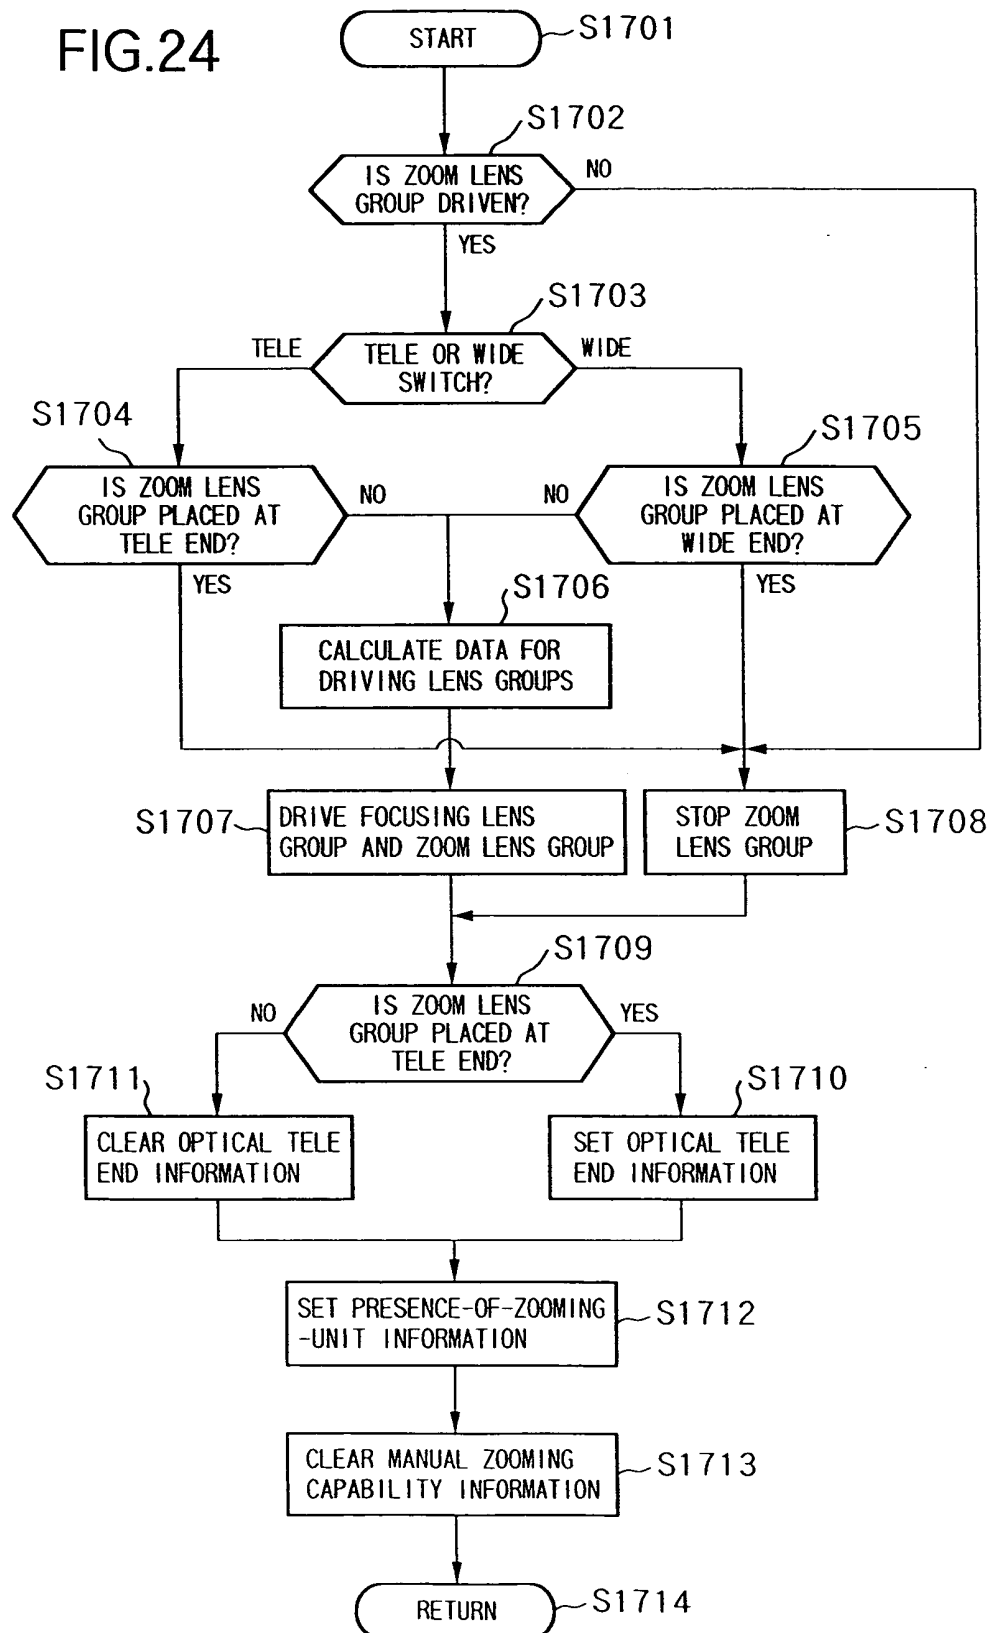 FIG.24
START
S1701
S1702
IS ZOOM LENS
GROUP DRIVEN?
NO
YES
S1703
TELE
TELE OR WIDE
SWITCH?
WIDE
S1704
S1705
IS ZOOM LENS
GROUP PLACED AT
TELE END?
NO
NO
IS ZOOM LENS
GROUP PLACED AT
WIDE END?
YES
YES
S1706
CALCULATE DATA FOR
DRIVING LENS GROUPS
S1707
DRIVE FOCUSING LENS
GROUP AND ZOOM LENS GROUP
STOP ZOOM
LENS GROUP
S1708
S1709
NO
IS ZOOM LENS
GROUP PLACED AT
TELE END?
YES
S1711
S1710
CLEAR OPTICAL TELE
END INFORMATION
SET OPTICAL TELE
END INFORMATION
SET PRESENCE-OF-ZOOMING
-UNIT INFORMATION
S1712
CLEAR MANUAL ZOOMING
CAPABILITY INFORMATION
S1713
RETURN
S1714